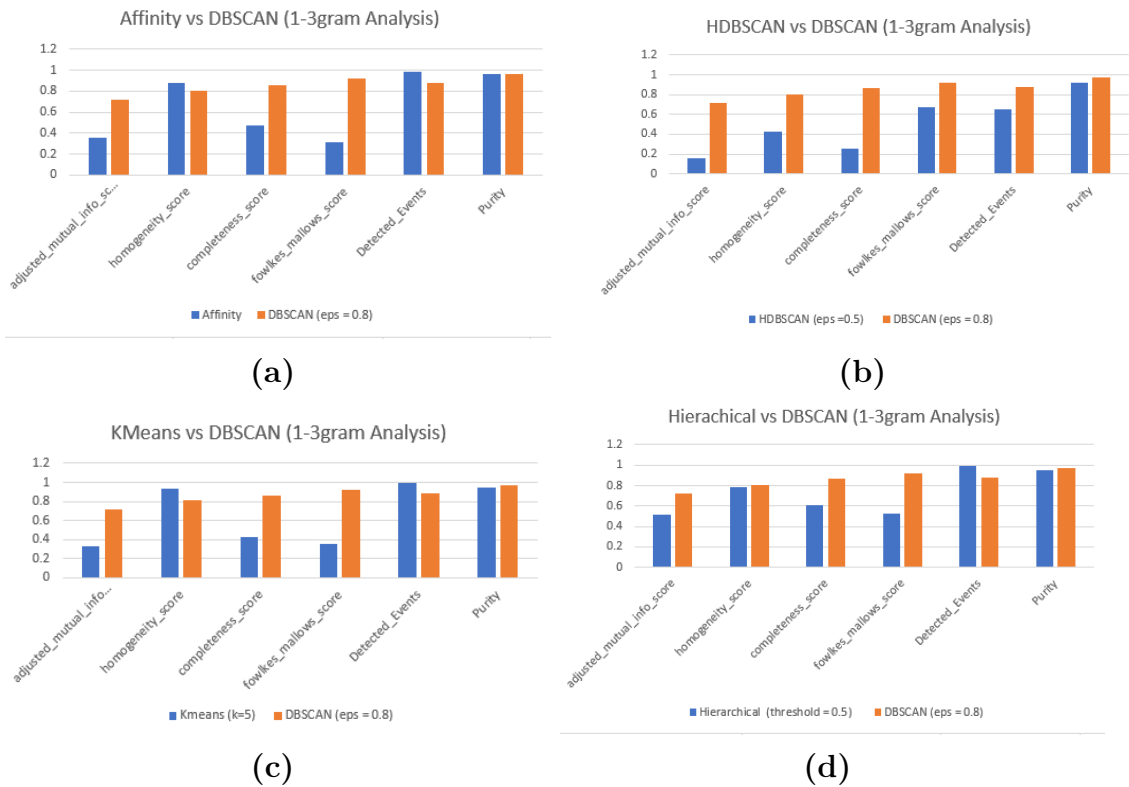 Affinity vs DBSCAN (1-3gram Analysis)
1.2
1
0.8
0.6
0.4
0.2
0
adjusted_mutual_info_sc...
homogeneity_score
completeness_score
fowlkes_mallows_score
Detected_Events
Purity
Affinity DBSCAN (eps = 0.8)
(a)
HDBSCAN vs DBSCAN (1-3gram Analysis)
1.2
1
0.8
0.6
0.4
0.2
0
adjusted_mutual_info_score
homogeneity_score
completeness_score
fowlkes_mallows_score
Detected_Events
Purity
HDBSCAN (eps =0.5) DBSCAN (eps = 0.8)
(b)
KMeans vs DBSCAN (1-3gram Analysis)
1.2
1
0.8
0.6
0.4
0.2
0
adjusted_mutual_info...
homogeneity_score
completeness_score
fowlkes_mallows_score
Detected_Events
Purity
Kmeans (k=5) DBSCAN (eps = 0.8)
(c)
Hierachical vs DBSCAN (1-3gram Analysis)
1.2
1
0.8
0.6
0.4
0.2
0
adjusted_mutual_info_score
homogeneity_score
completeness_score
fowlkes_mallows_score
Detected_Events
Purity
Hierarchical (threshold = 0.5) DBSCAN (eps = 0.8)
(d)